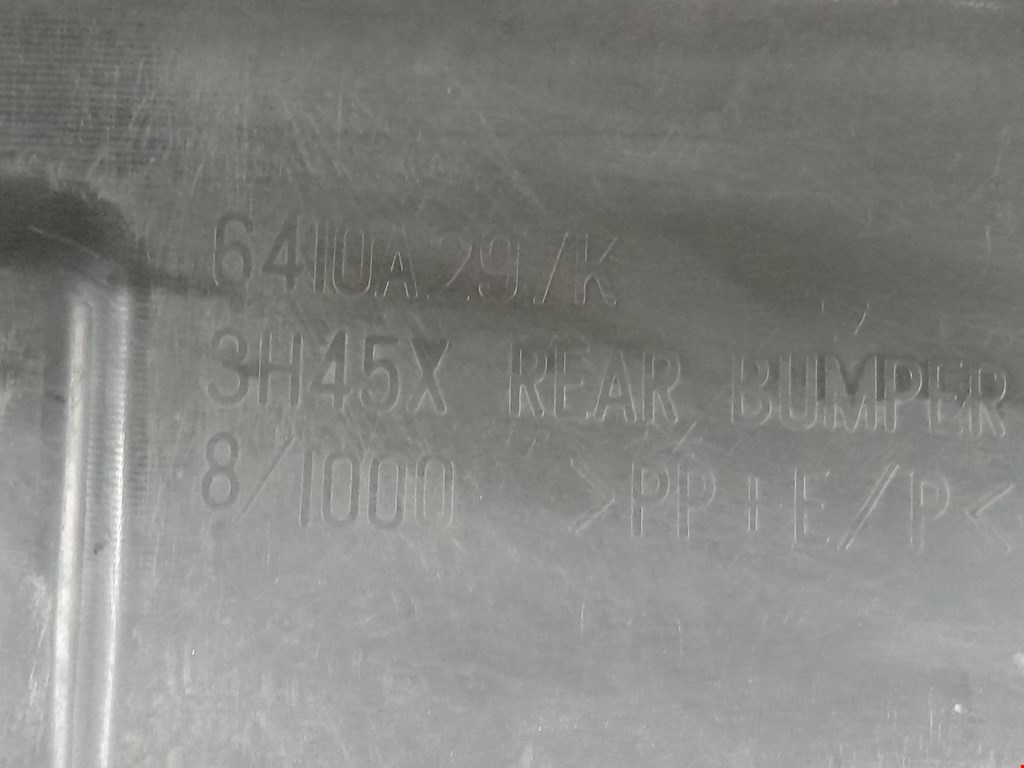 6410A29/K
3H45X REAR BUMPER
8/1000 >PP+E/P<